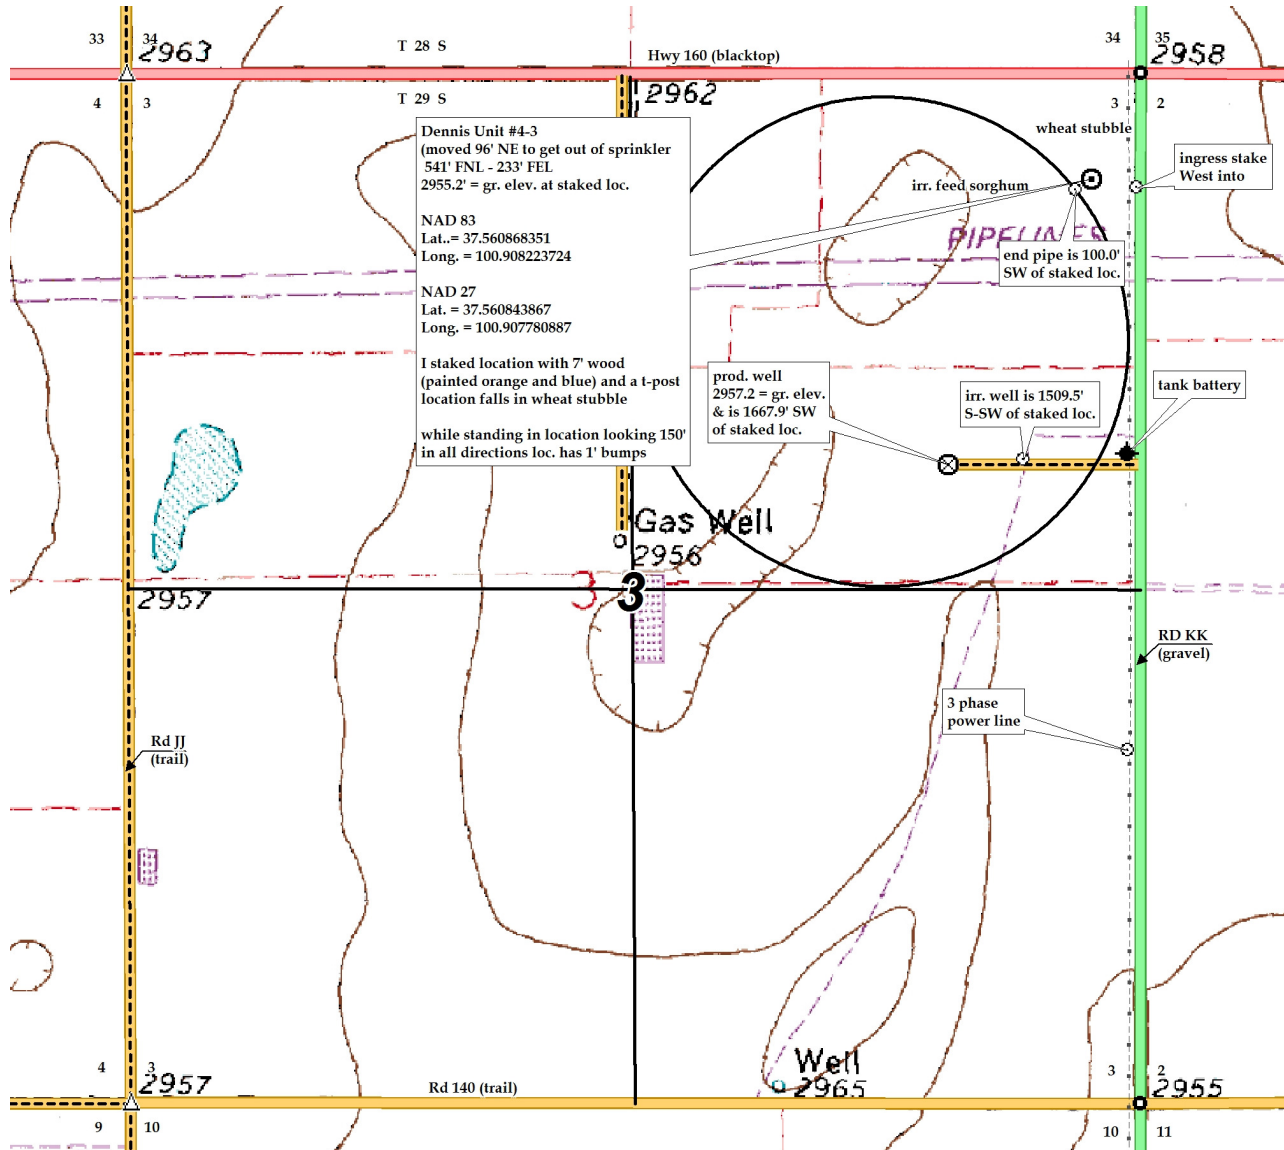 33
34
2963
T 28 S
Hwy 160 (blacktop)
34
35
2958
4
3
T 29 S
2962
3
2
wheat stubble
Dennis Unit #4-3
(moved 96' NE to get out of sprinkler
541' FNL - 233' FEL
2955.2' = gr. elev. at staked loc.
NAD 83
Lat..= 37.560868351
Long. = 100.908223724
NAD 27
Lat. = 37.560843867
Long. = 100.907780887
I staked location with 7' wood
(painted orange and blue) and a t-post
location falls in wheat stubble
while standing in location looking 150'
in all directions loc. has 1' bumps
ingress stake
West into
irr. feed sorghum
PIPELINES
end pipe is 100.0'
SW of staked loc.
prod. well
2957.2 = gr. elev.
& is 1667.9' SW
of staked loc.
irr. well is 1509.5'
S-SW of staked loc.
tank battery
Gas Well
2956
2957
3
3
RD KK
(gravel)
3 phase
power line
Rd JJ
(trail)
4
3
2957
Rd 140 (trail)
Well
2965
3
2
2955
9
10
10
11